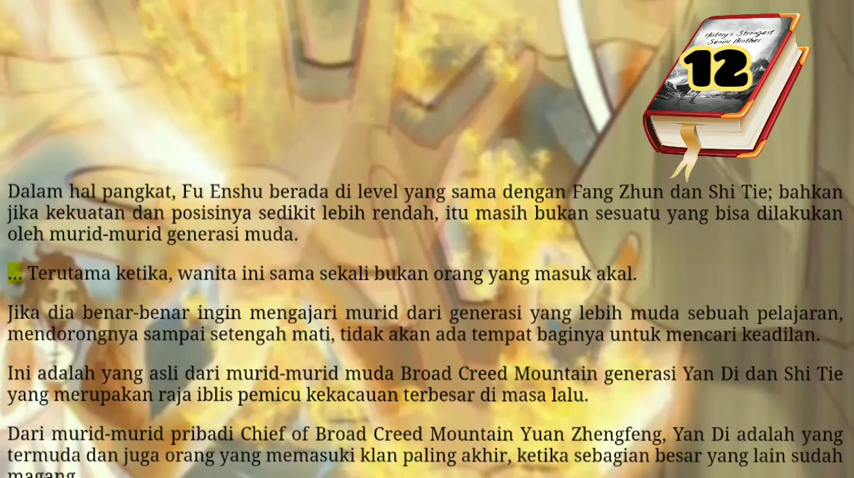 History's Strongest
Senior Brother
12
Dalam hal pangkat, Fu Enshu berada di level yang sama dengan Fang Zhun dan Shi Tie; bahkan
jika kekuatan dan posisinya sedikit lebih rendah, itu masih bukan sesuatu yang bisa dilakukan
oleh murid-murid generasi muda.
... Terutama ketika, wanita ini sama sekali bukan orang yang masuk akal.
Jika dia benar-benar ingin mengajari murid dari generasi yang lebih muda sebuah pelajaran,
mendorongnya sampai setengah mati, tidak akan ada tempat baginya untuk mencari keadilan.
Ini adalah yang asli dari murid-murid muda Broad Creed Mountain generasi Yan Di dan Shi Tie
yang merupakan raja iblis pemicu kekacauan terbesar di masa lalu.
Dari murid-murid pribadi Chief of Broad Creed Mountain Yuan Zhengfeng, Yan Di adalah yang
termuda dan juga orang yang memasuki klan paling akhir, ketika sebagian besar yang lain sudah
magang